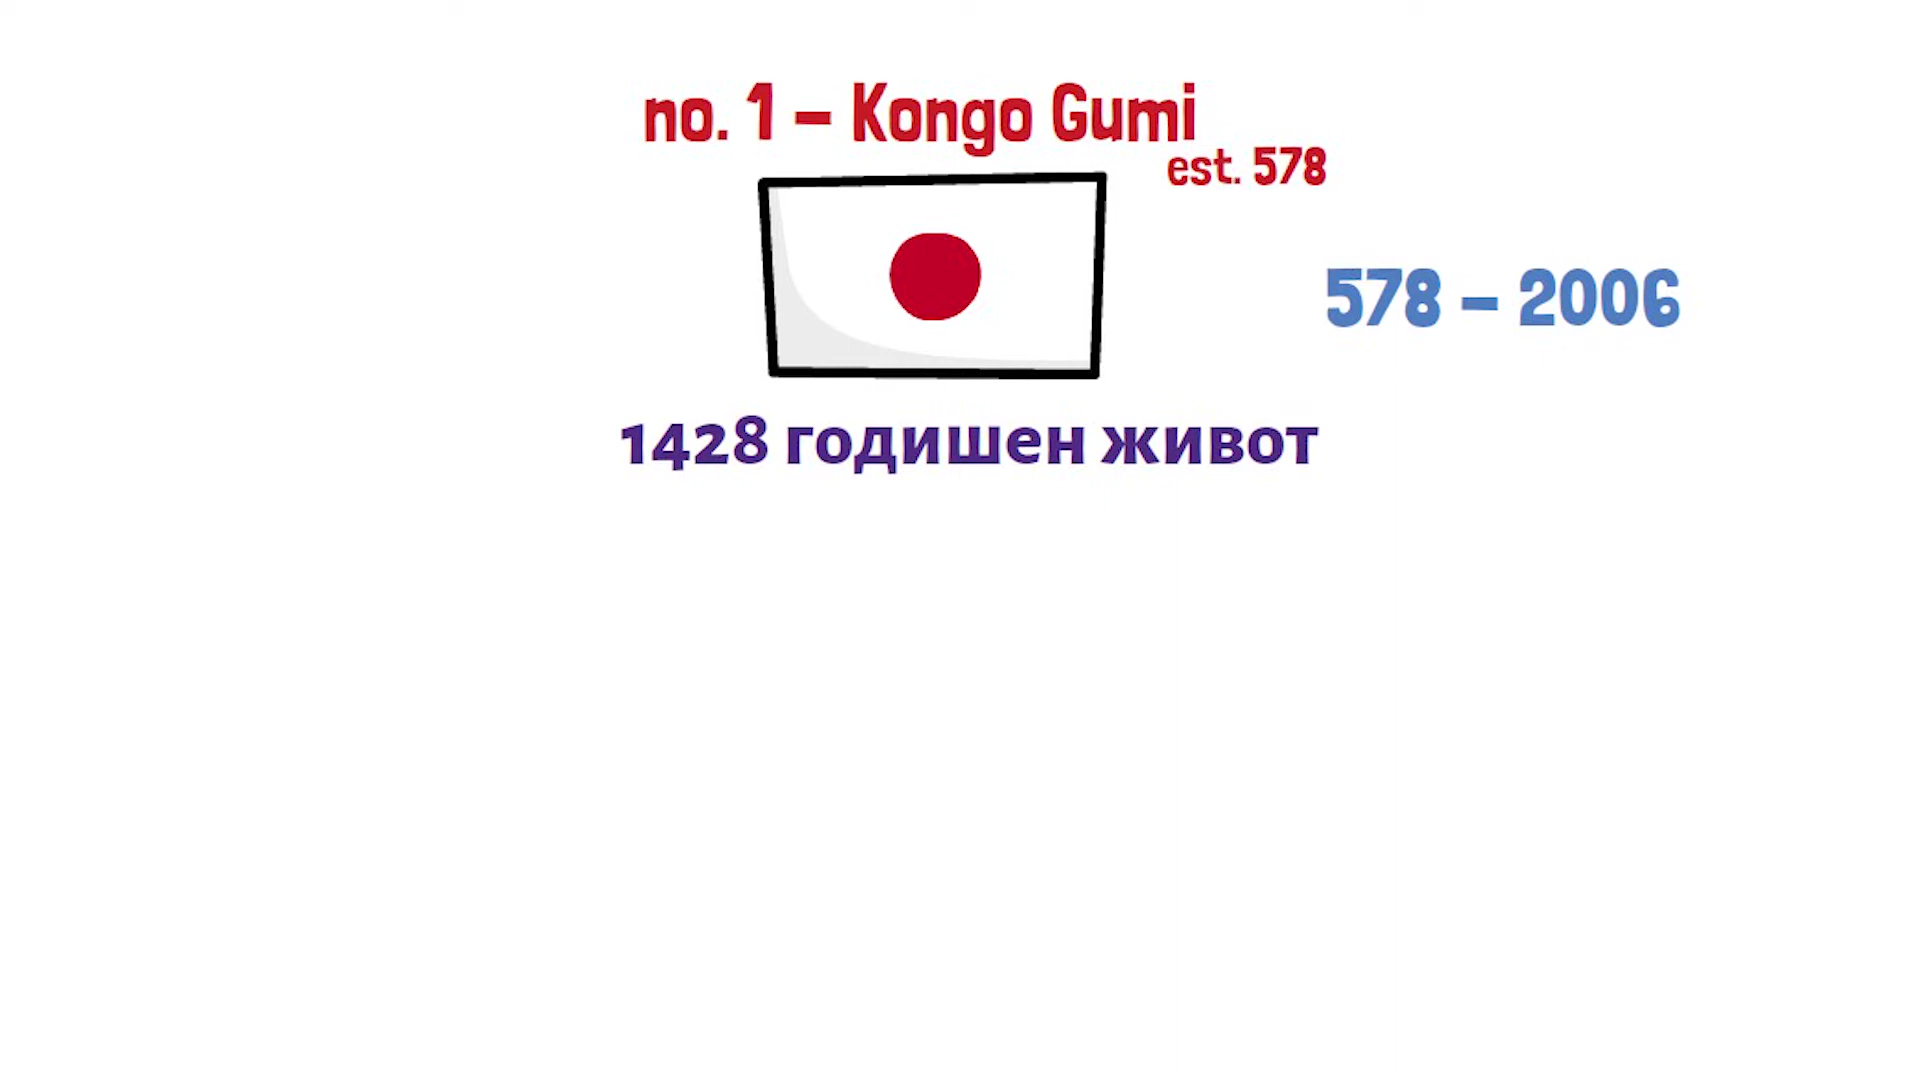 no. 1 – Kongo Gumi
est. 578
578 – 2006
1428 годишен живот